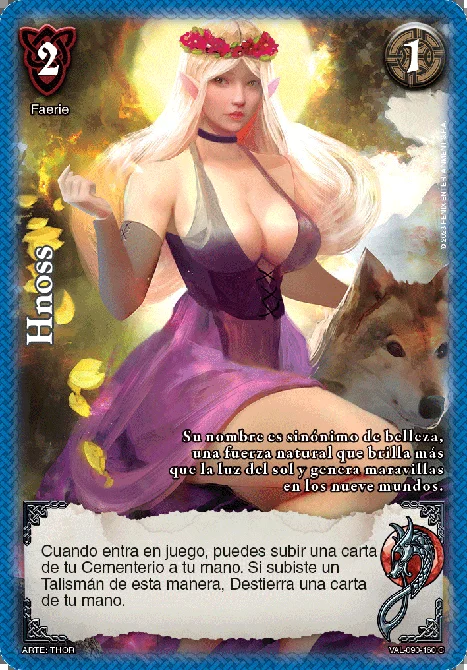 2
1
Faerie
Hnoss
Su nombre es sinónimo de belleza,
una fuerza natural que brilla más
que la luz del sol y genera maravillas
en los nueve mundos.
Cuando entra en juego, puedes subir una carta
de tu Cementerio a tu mano. Si subiste un
Talismán de esta manera, Destierra una carta
de tu mano.
ARTE: THOR